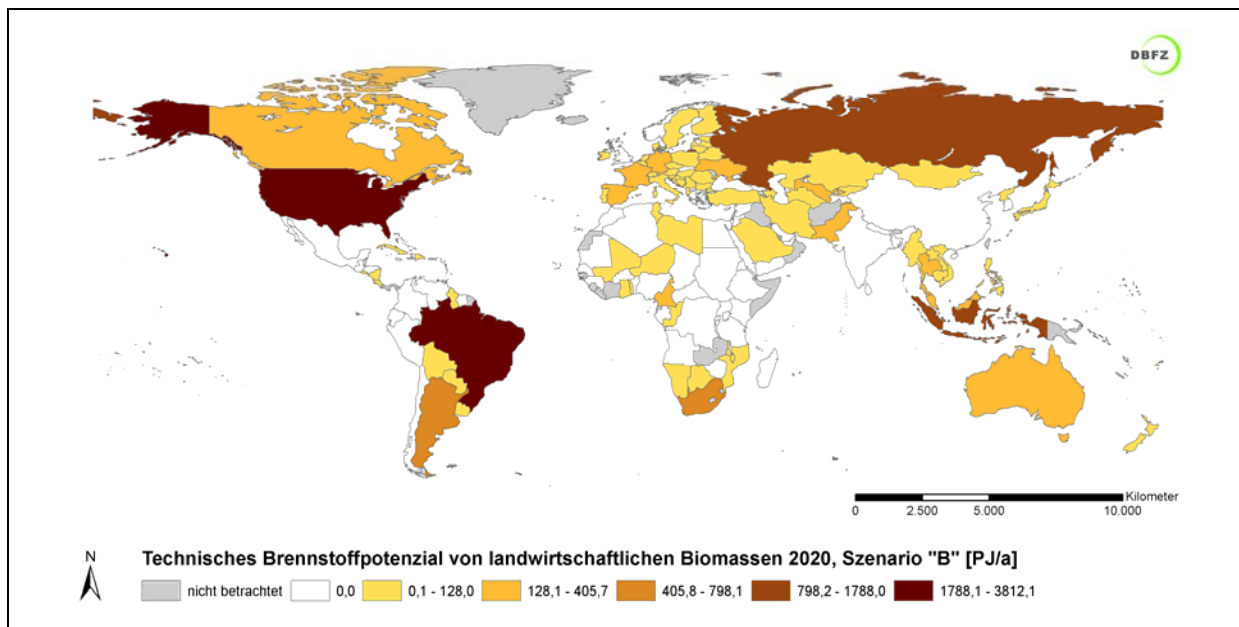 DBFZ
Kilometer
0 2.500 5.000 10.000
N
Technisches Brennstoffpotenzial von landwirtschaftlichen Biomassen 2020, Szenario "B" [PJ/a]
nicht betrachtet 0,0 0,1 - 128,0 128,1 - 405,7 405,8 - 798,1 798,2 - 1788,0 1788,1 - 3812,1